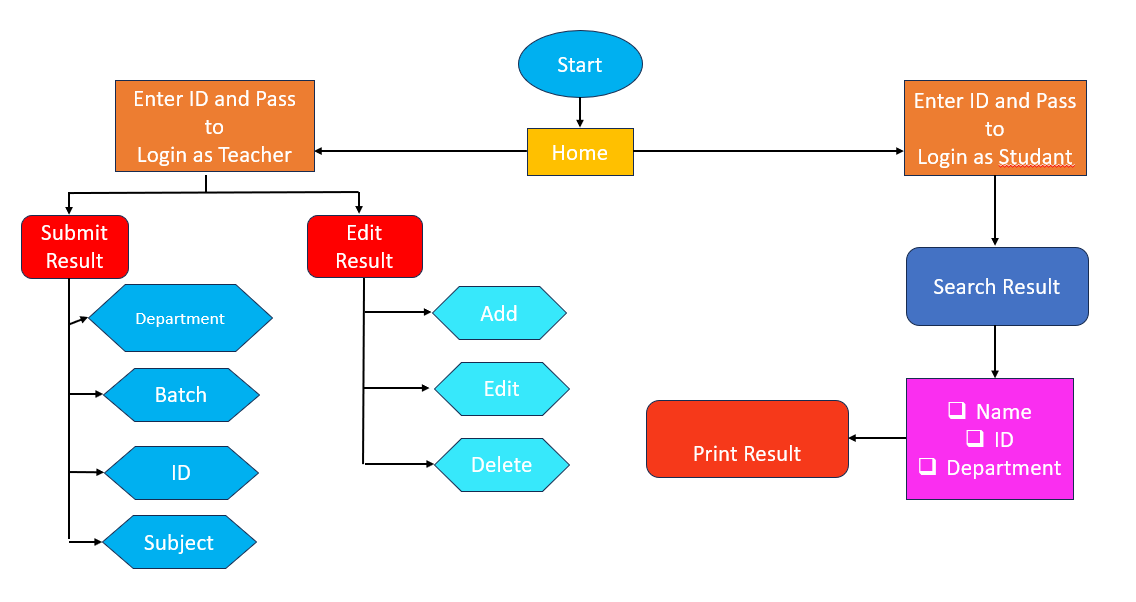 Start
Enter ID and Pass
to
Login as Teacher
Home
Enter ID and Pass
to
Login as Studant
Submit
Result
Edit
Result
Department
Batch
ID
Subject
Add
Edit
Delete
Search Result
❑ Name
❑ ID
❑ Department
Print Result